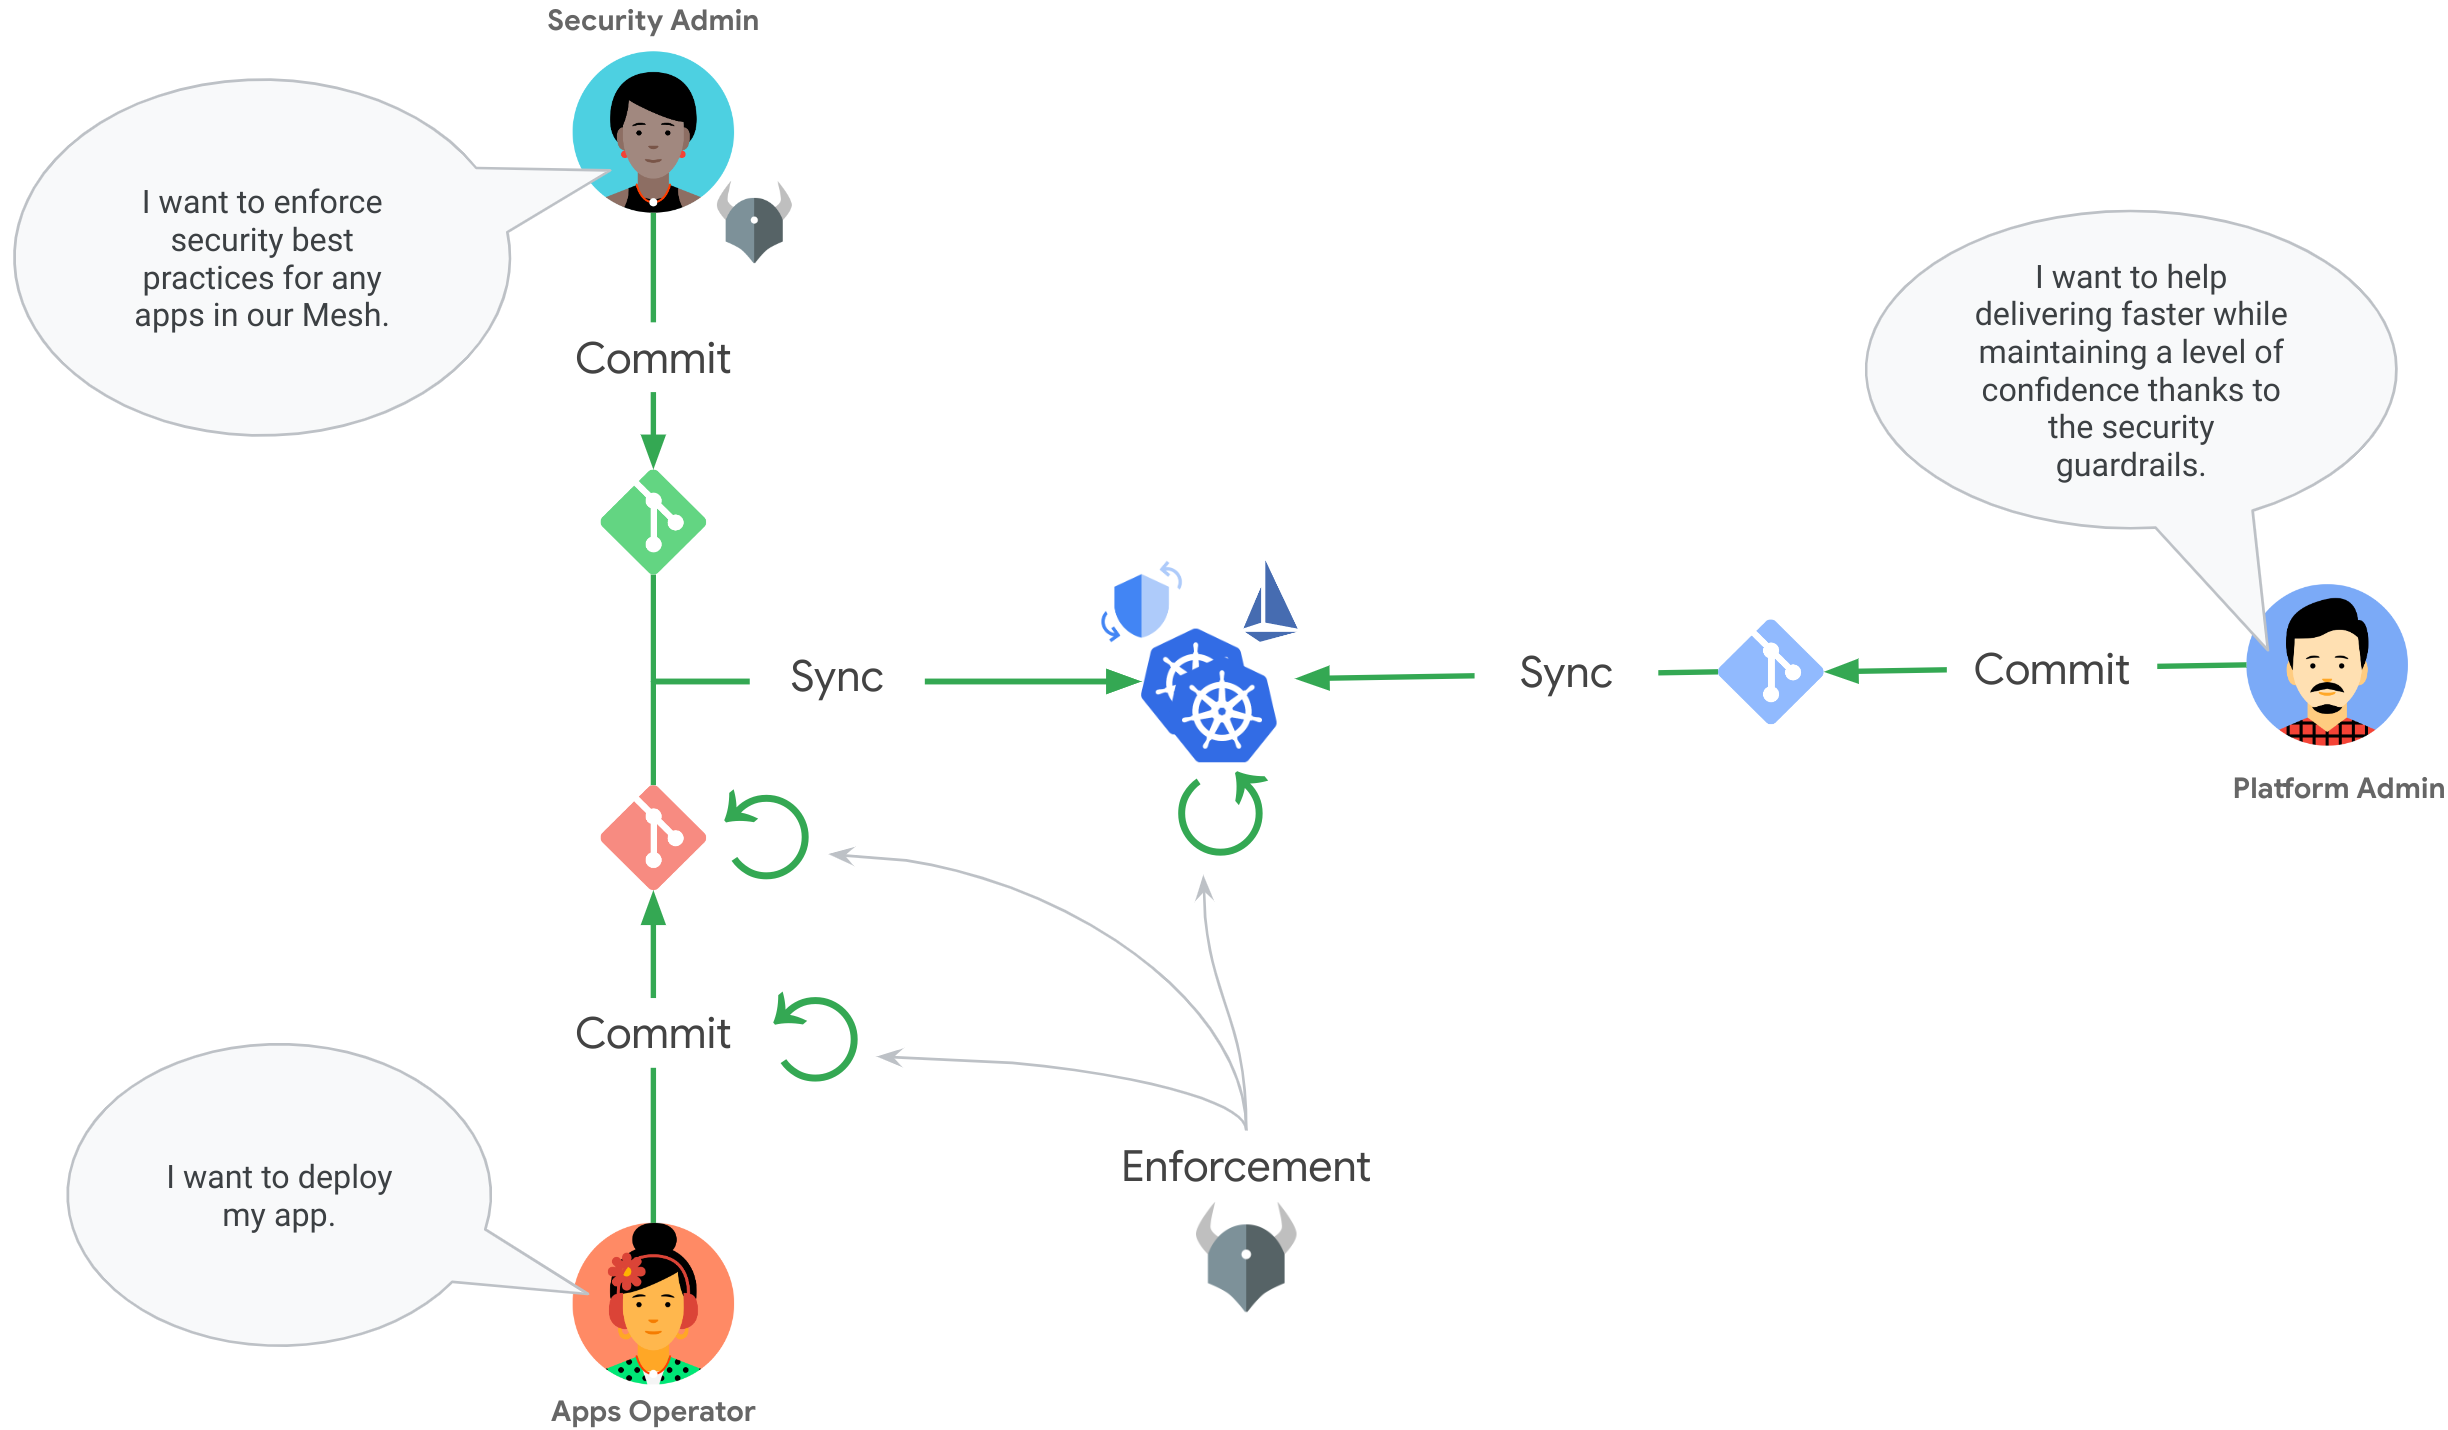 Security Admin
I want to enforce
security best
practices for any
apps in our Mesh.
Commit
I want to help
delivering faster while
maintaining a level of
confidence thanks to
the security
guardrails.
Sync
Sync
Commit
Platform Admin
Commit
I want to deploy
my app.
Enforcement
Apps Operator